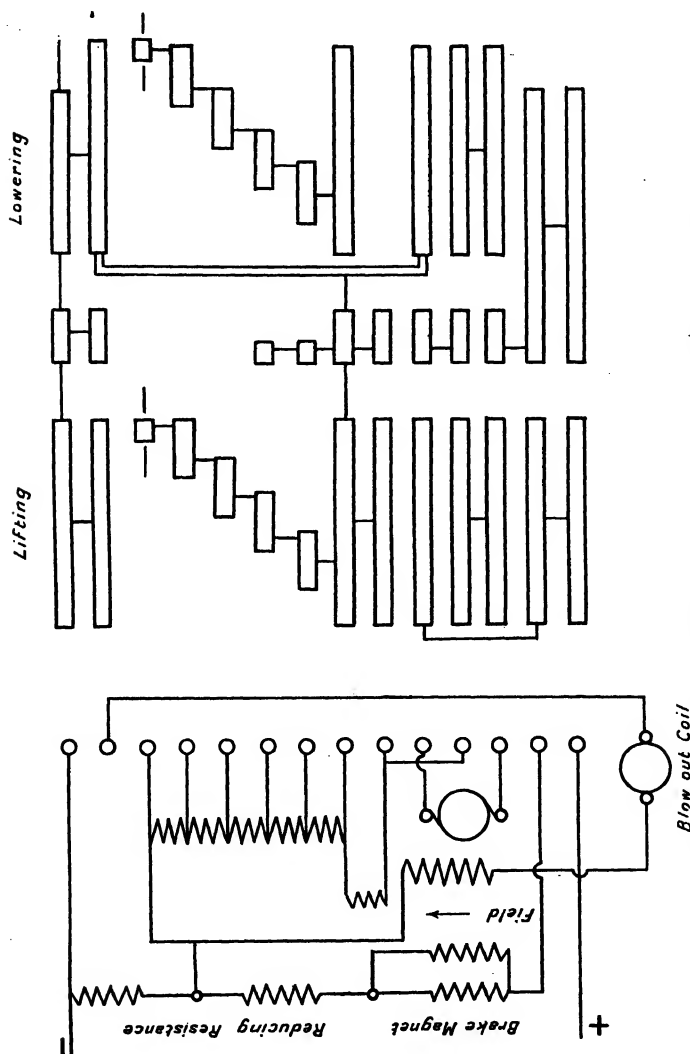 Lowering
Lifting
Blow out Coil
Field
Reducing Resistance
Brake Magnet
+
−